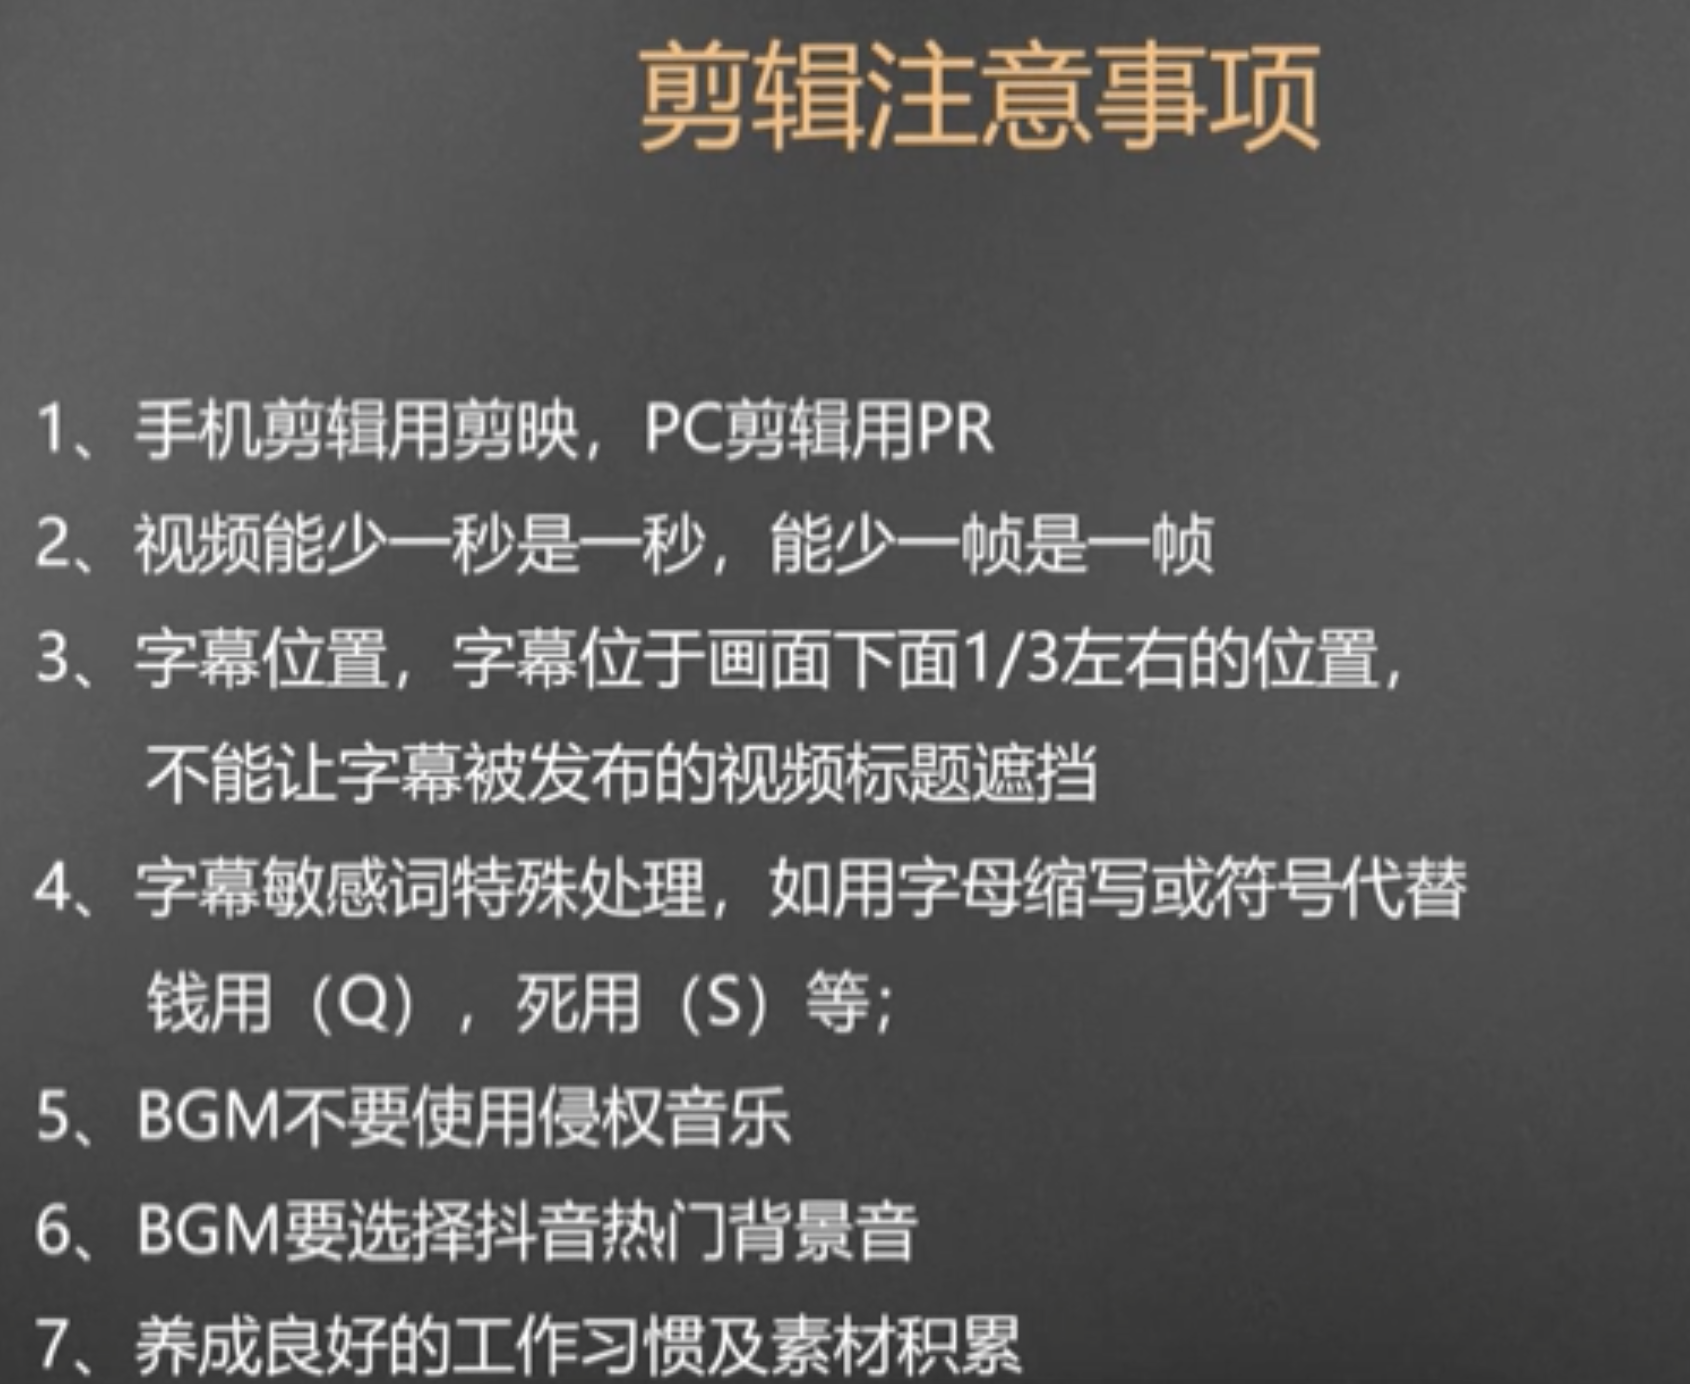 剪辑注意事项
1、手机剪辑用剪映，PC剪辑用PR
2、视频能少一秒是一秒，能少一帧是一帧
3、字幕位置，字幕位于画面下面1/3左右的位置，
不能让字幕被发布的视频标题遮挡
4、字幕敏感词特殊处理，如用字母缩写或符号代替
钱用（Q），死用（S）等；
5、BGM不要使用侵权音乐
6、BGM要选择抖音热门背景音
7、养成良好的工作习惯及素材积累